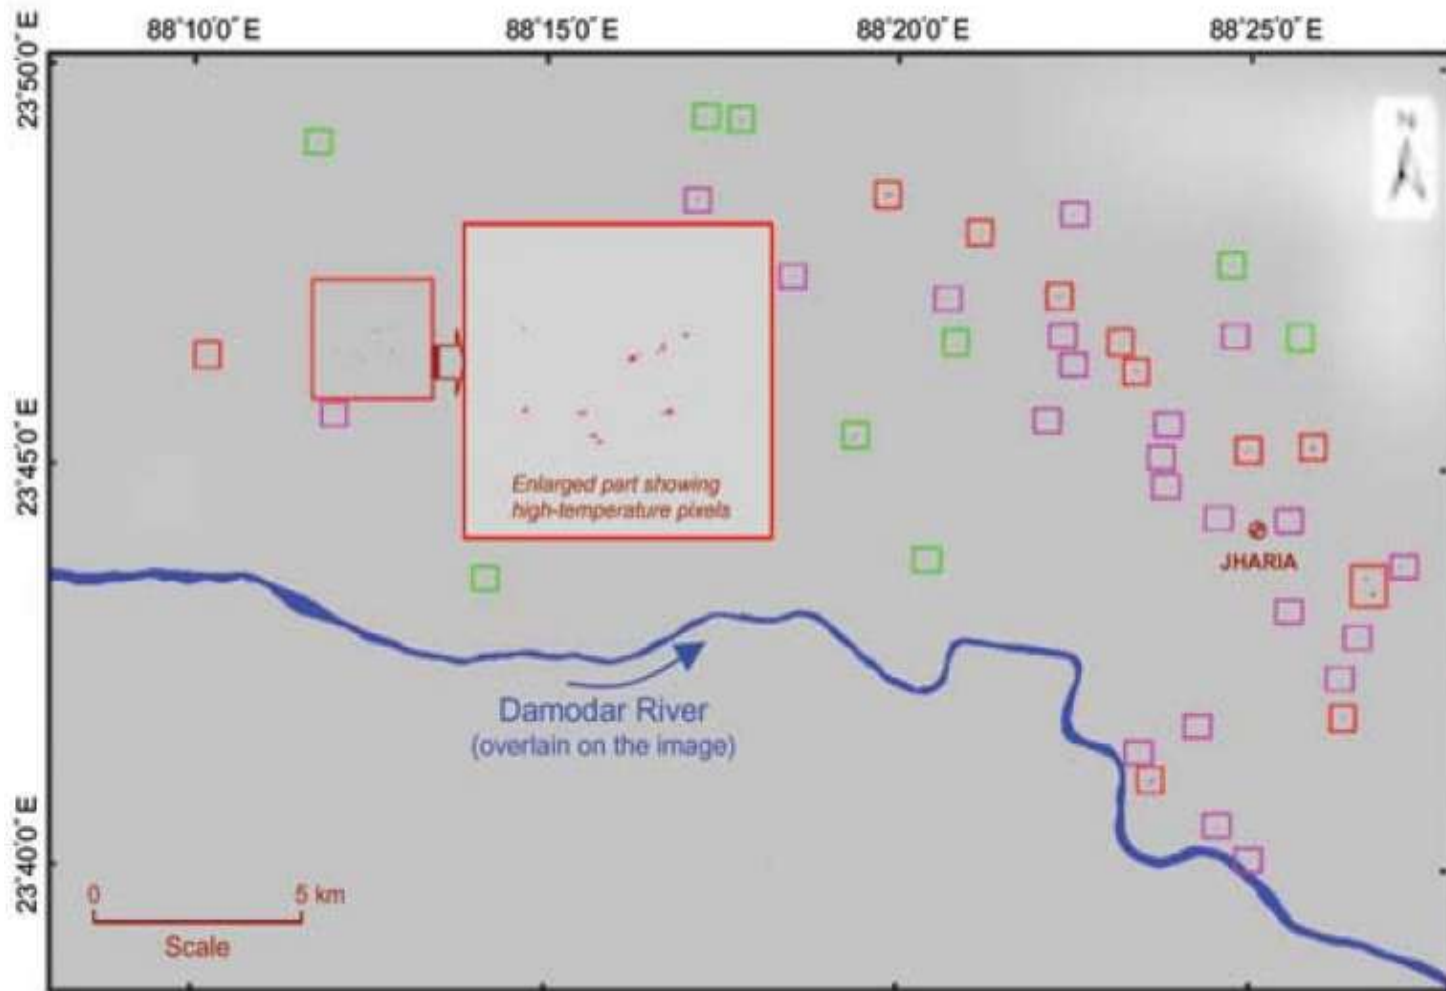 88°10'0" E
88°15'0" E
88°20'0" E
88°25'0" E
23°50'0" E
N
23°45'0" E
Enlarged part showing
high-temperature pixels
JHARIA
Damodar River
(overlain on the image)
23°40'0" E
0 5 km
Scale